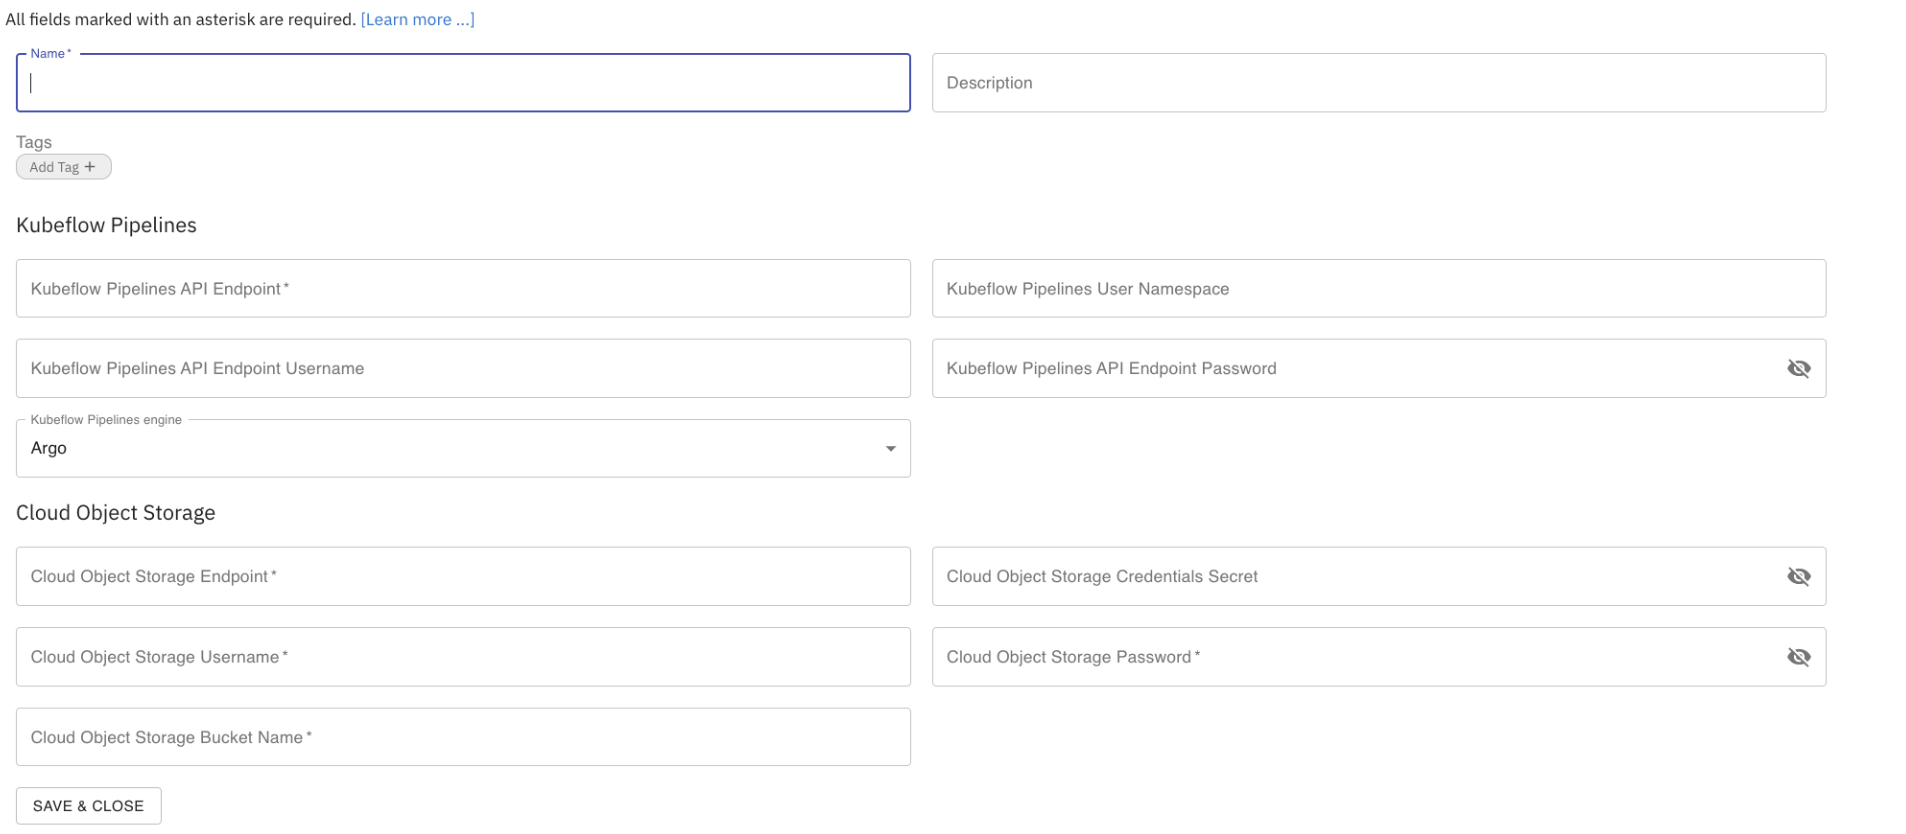 All fields marked with an asterisk are required. [Learn more ...]
Name *
Description
Tags
Add Tag +
Kubeflow Pipelines
Kubeflow Pipelines API Endpoint *
Kubeflow Pipelines User Namespace
Kubeflow Pipelines API Endpoint Username
Kubeflow Pipelines API Endpoint Password
Kubeflow Pipelines engine
Argo
Cloud Object Storage
Cloud Object Storage Endpoint *
Cloud Object Storage Credentials Secret
Cloud Object Storage Username *
Cloud Object Storage Password *
Cloud Object Storage Bucket Name *
SAVE & CLOSE